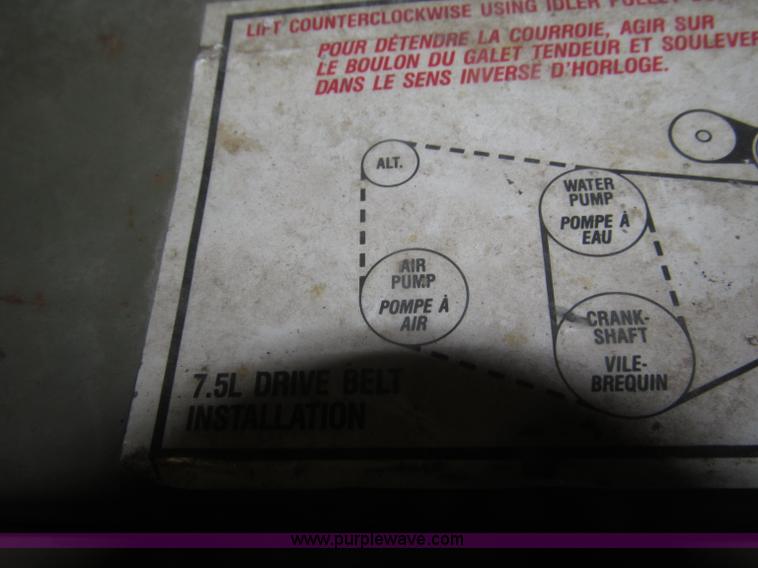 LIFT COUNTERCLOCKWISE USING IDLER PULLEY
POUR DÉTENDRE LA COURROIE, AGIR SUR
LE BOULON DU GALET TENDEUR ET SOULEVER
DANS LE SENS INVERSE D'HORLOGE.
ALT.
WATER
PUMP
POMPE À
EAU
AIR
PUMP
POMPE À
AIR
CRANK-
SHAFT
VILE-
BREQUIN
7.5L DRIVE BELT
INSTALLATION
www.purplewave.com